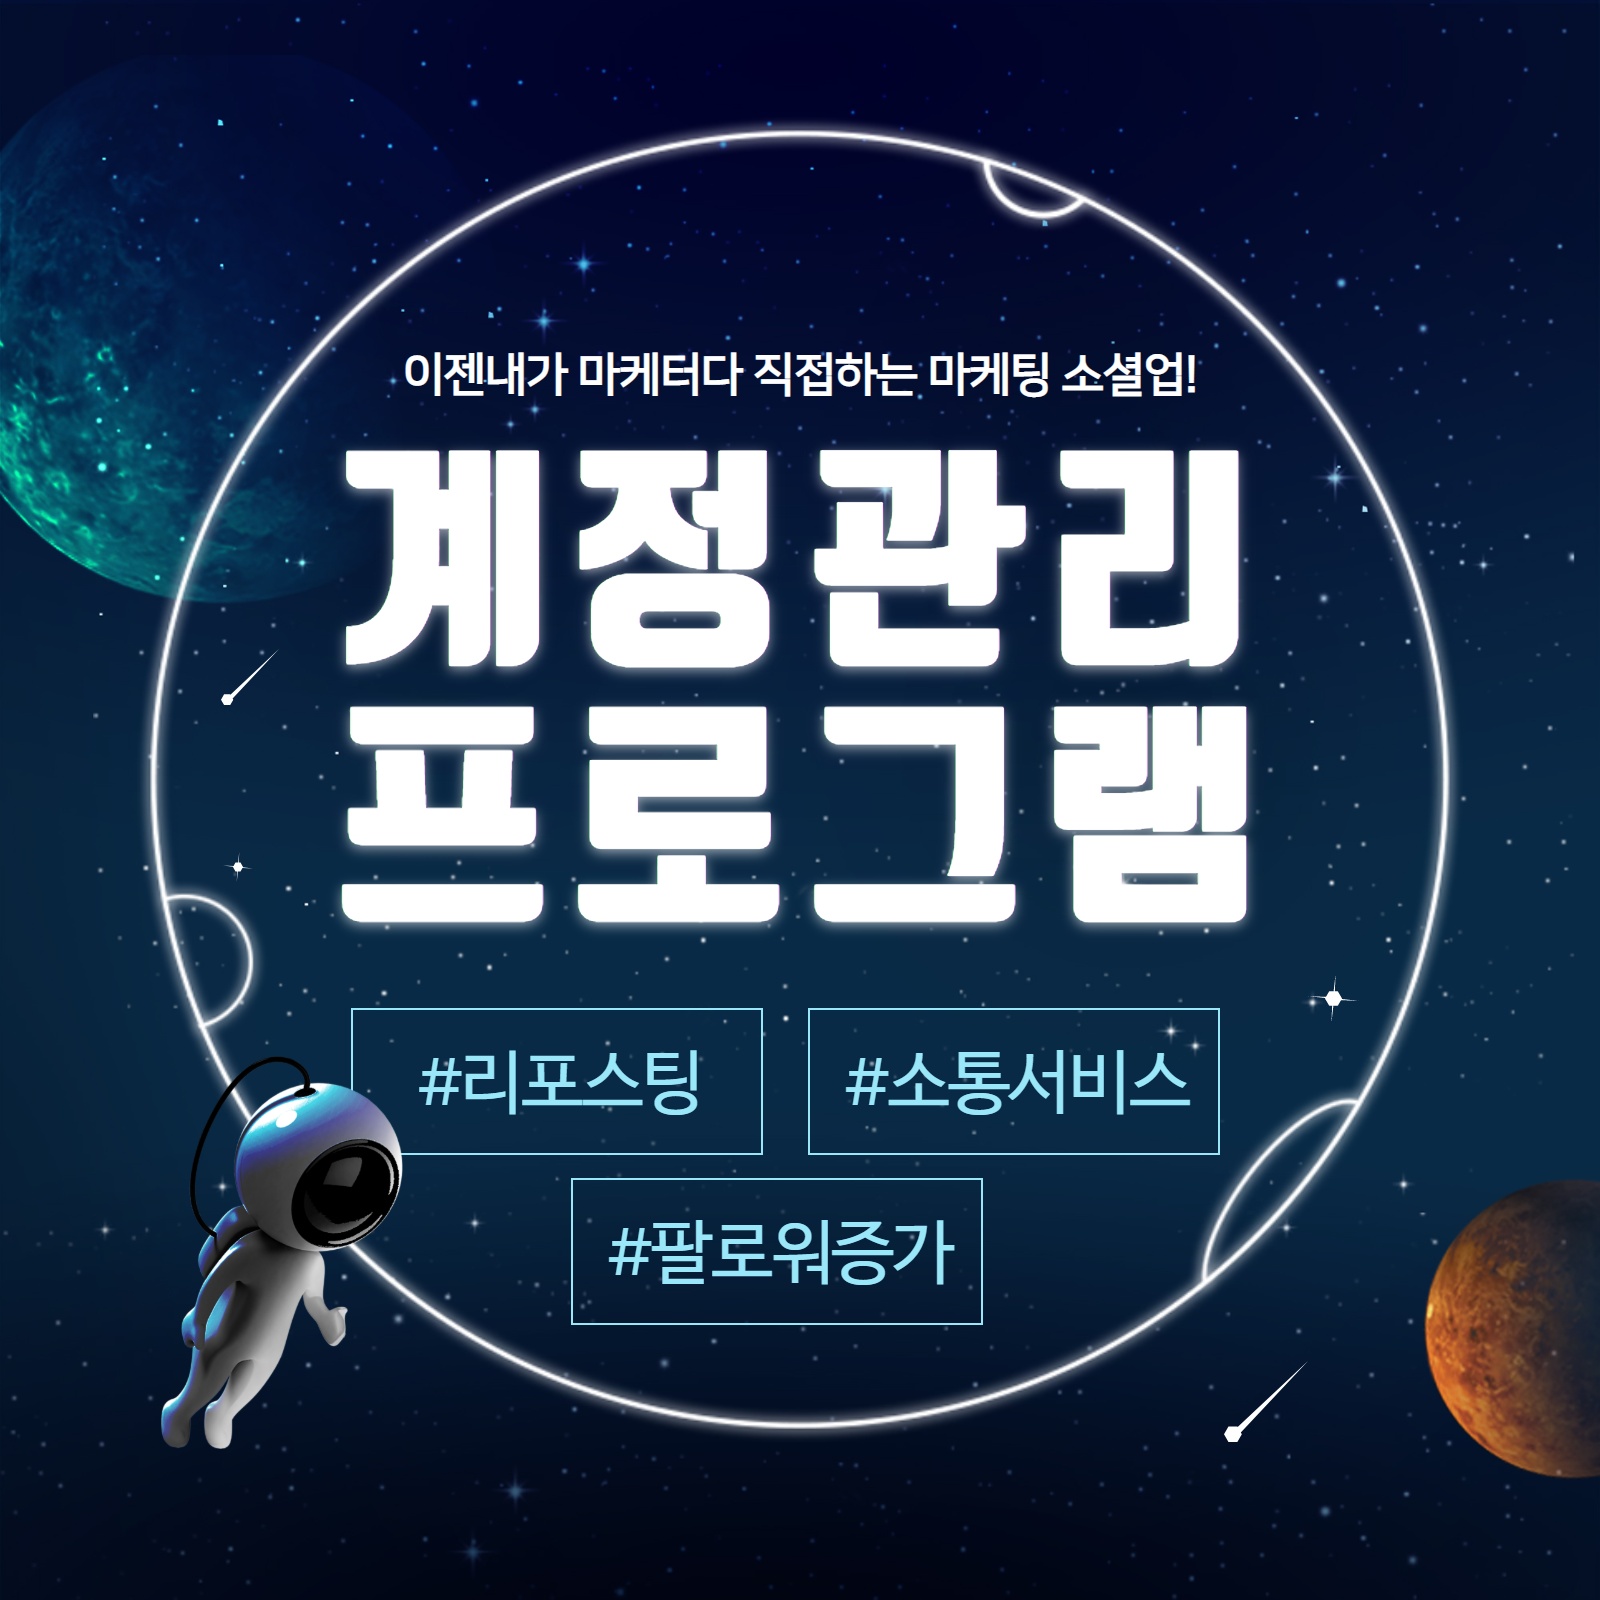 이젠내가 마케터다 직접하는 마케팅 소셜업!
계정관리
프로그램
#리포스팅 #소통서비스
#팔로워증가